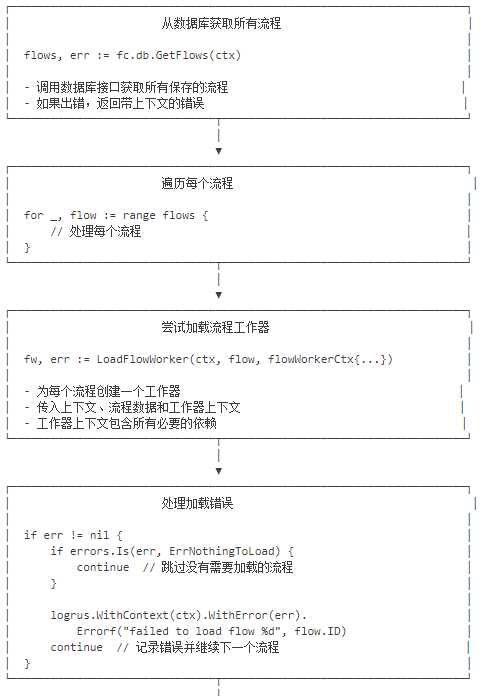 从数据库获取所有流程
flows, err := fc.db.GetFlows(ctx)
- 调用数据库接口获取所有保存的流程
- 如果出错，返回带上下文的错误
遍历每个流程
for _, flow := range flows {
// 处理每个流程
}
尝试加载流程工作器
fw, err := LoadFlowWorker(ctx, flow, flowWorkerCtx{...})
- 为每个流程创建一个工作器
- 传入上下文、流程数据和工作器上下文
- 工作器上下文包含所有必要的依赖
处理加载错误
if err != nil {
if errors.Is(err, ErrNothingToLoad) {
continue  // 跳过没有需要加载的流程
}
logrus.WithContext(ctx).WithError(err).
Errorf("failed to load flow %d", flow.ID)
continue  // 记录错误并继续下一个流程
}